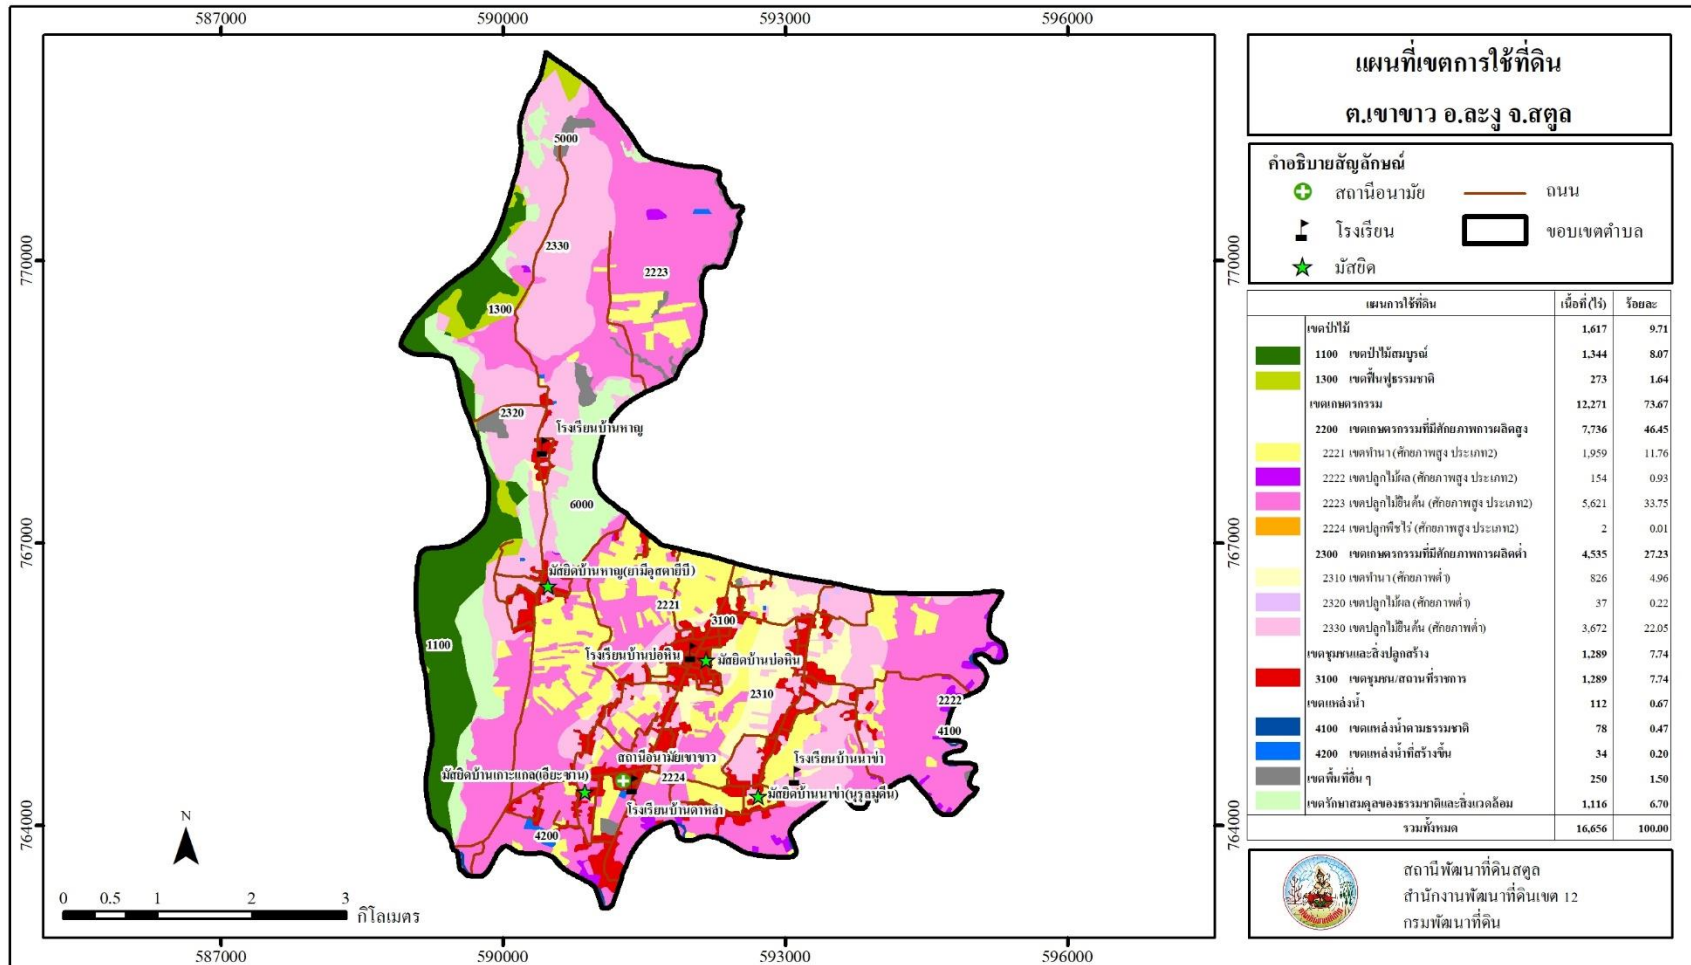 587000
590000
593000
596000
แผนที่เขตการใช้ที่ดิน
ต.เขาขาว อ.ละงู จ.สตูล
คำอธิบายสัญลักษณ์
สถานีอนามัย
ถนน
โรงเรียน
ขอบเขตตำบล
มัสยิด
แผนการใช้ที่ดิน เนื้อที่(ไร่) ร้อยละ
เขตป่าไม้ 1,617 9.71
1100 เขตป่าไม้สมบูรณ์ 1,344 8.07
1300 เขตฟื้นฟูธรรมชาติ 273 1.64
เขตเกษตรกรรม 12,271 73.67
2200 เขตเกษตรกรรมที่มีศักยภาพการผลิตสูง 7,736 46.45
2221 เขตทำนา (ศักยภาพสูง ประเภท2) 1,959 11.76
2222 เขตปลูกไม้ผล (ศักยภาพสูง ประเภท2) 154 0.93
2223 เขตปลูกไม้ยืนต้น (ศักยภาพสูง ประเภท2) 5,621 33.75
2224 เขตปลูกพืชไร่ (ศักยภาพสูง ประเภท2) 2 0.01
2300 เขตเกษตรกรรมที่มีศักยภาพการผลิตต่ำ 4,535 27.23
2310 เขตทำนา (ศักยภาพต่ำ) 826 4.96
2320 เขตปลูกไม้ผล (ศักยภาพต่ำ) 37 0.22
2330 เขตปลูกไม้ยืนต้น (ศักยภาพต่ำ) 3,672 22.05
เขตชุมชนและสิ่งปลูกสร้าง 1,289 7.74
3100 เขตชุมชน/สถานที่ราชการ 1,289 7.74
เขตแหล่งน้ำ 112 0.67
4100 เขตแหล่งน้ำตามธรรมชาติ 78 0.47
4200 เขตแหล่งน้ำที่สร้างขึ้น 34 0.20
เขตพื้นที่อื่น ๆ 250 1.50
เขตรักษาสมดุลของธรรมชาติและสิ่งแวดล้อม 1,116 6.70
รวมทั้งหมด 16,656 100.00
สถานีพัฒนาที่ดินสตูล
สำนักงานพัฒนาที่ดินเขต 12
กรมพัฒนาที่ดิน
770000
770000
767000
767000
764000
764000
5000
2330
2223
1300
2320
โรงเรียนบ้านหาญ
6000
มัสยิดบ้านหาญ(ยามีอุสตายีบี)
2221
3100
1100
โรงเรียนบ้านบ่อหิน
มัสยิดบ้านบ่อหิน
2310
2222
4100
สถานีอนามัยเขาขาว
โรงเรียนบ้านนาข่า
มัสยิดบ้านเกาะแกล(เอียะซาน)
2224
มัสยิดบ้านนาข่า(นูรุลมูดีน)
โรงเรียนบ้านดาหลำ
4200
N
0 0.5 1 2 3
กิโลเมตร
587000
590000
593000
596000